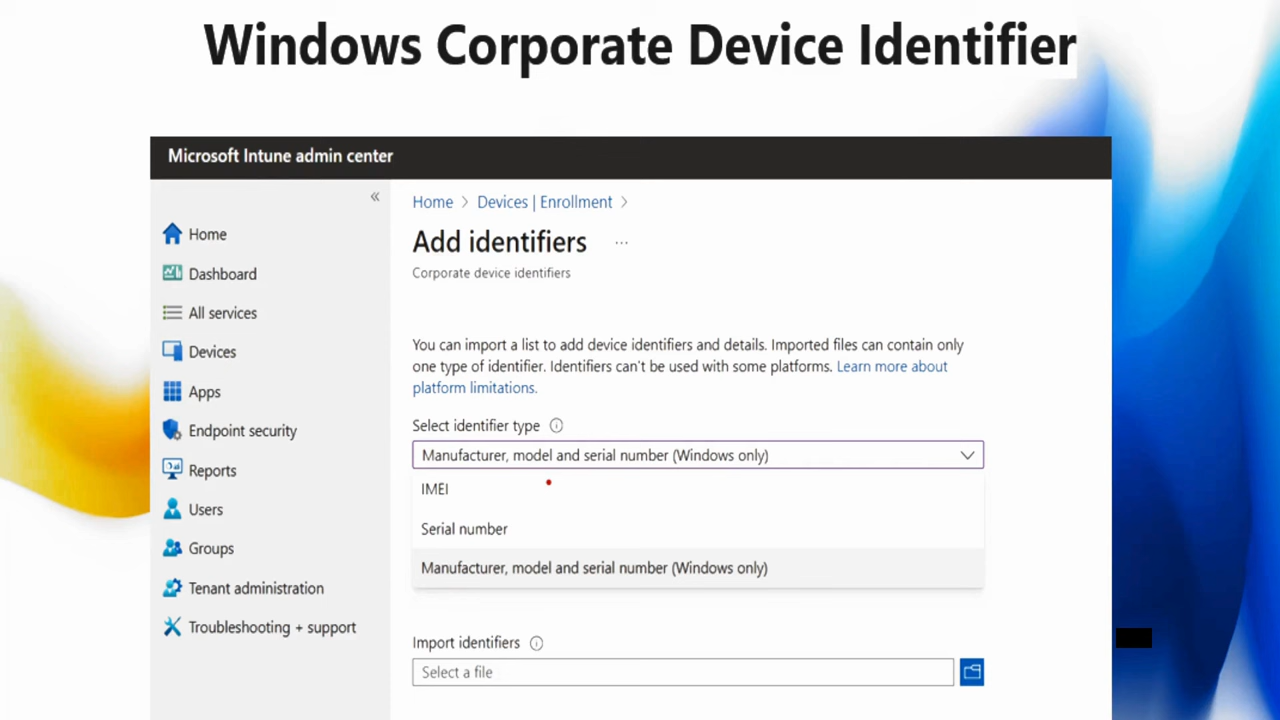 Windows Corporate Device Identifier
Microsoft Intune admin center
«
Home
Dashboard
All services
Devices
Apps
Endpoint security
Reports
Users
Groups
Tenant administration
Troubleshooting + support
Home > Devices | Enrollment >
Add identifiers ...
Corporate device identifiers
You can import a list to add device identifiers and details. Imported files can contain only
one type of identifier. Identifiers can't be used with some platforms. Learn more about
platform limitations.
Select identifier type
Manufacturer, model and serial number (Windows only)
IMEI
Serial number
Manufacturer, model and serial number (Windows only)
Import identifiers
Select a file